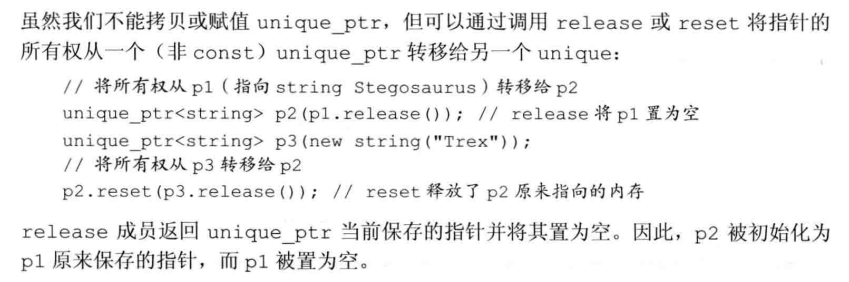 虽然我们不能拷贝或赋值 unique_ptr，但可以通过调用 release 或 reset 将指针的
所有权从一个（非 const）unique_ptr 转移给另一个 unique：
// 将所有权从 p1（指向 string Stegosaurus）转移给 p2
unique_ptr<string> p2(p1.release()); // release 将 p1 置为空
unique_ptr<string> p3(new string("Trex"));
// 将所有权从 p3 转移给 p2
p2.reset(p3.release()); // reset 释放了 p2 原来指向的内存
release 成员返回 unique_ptr 当前保存的指针并将其置为空。因此，p2 被初始化为
p1 原来保存的指针，而 p1 被置为空。